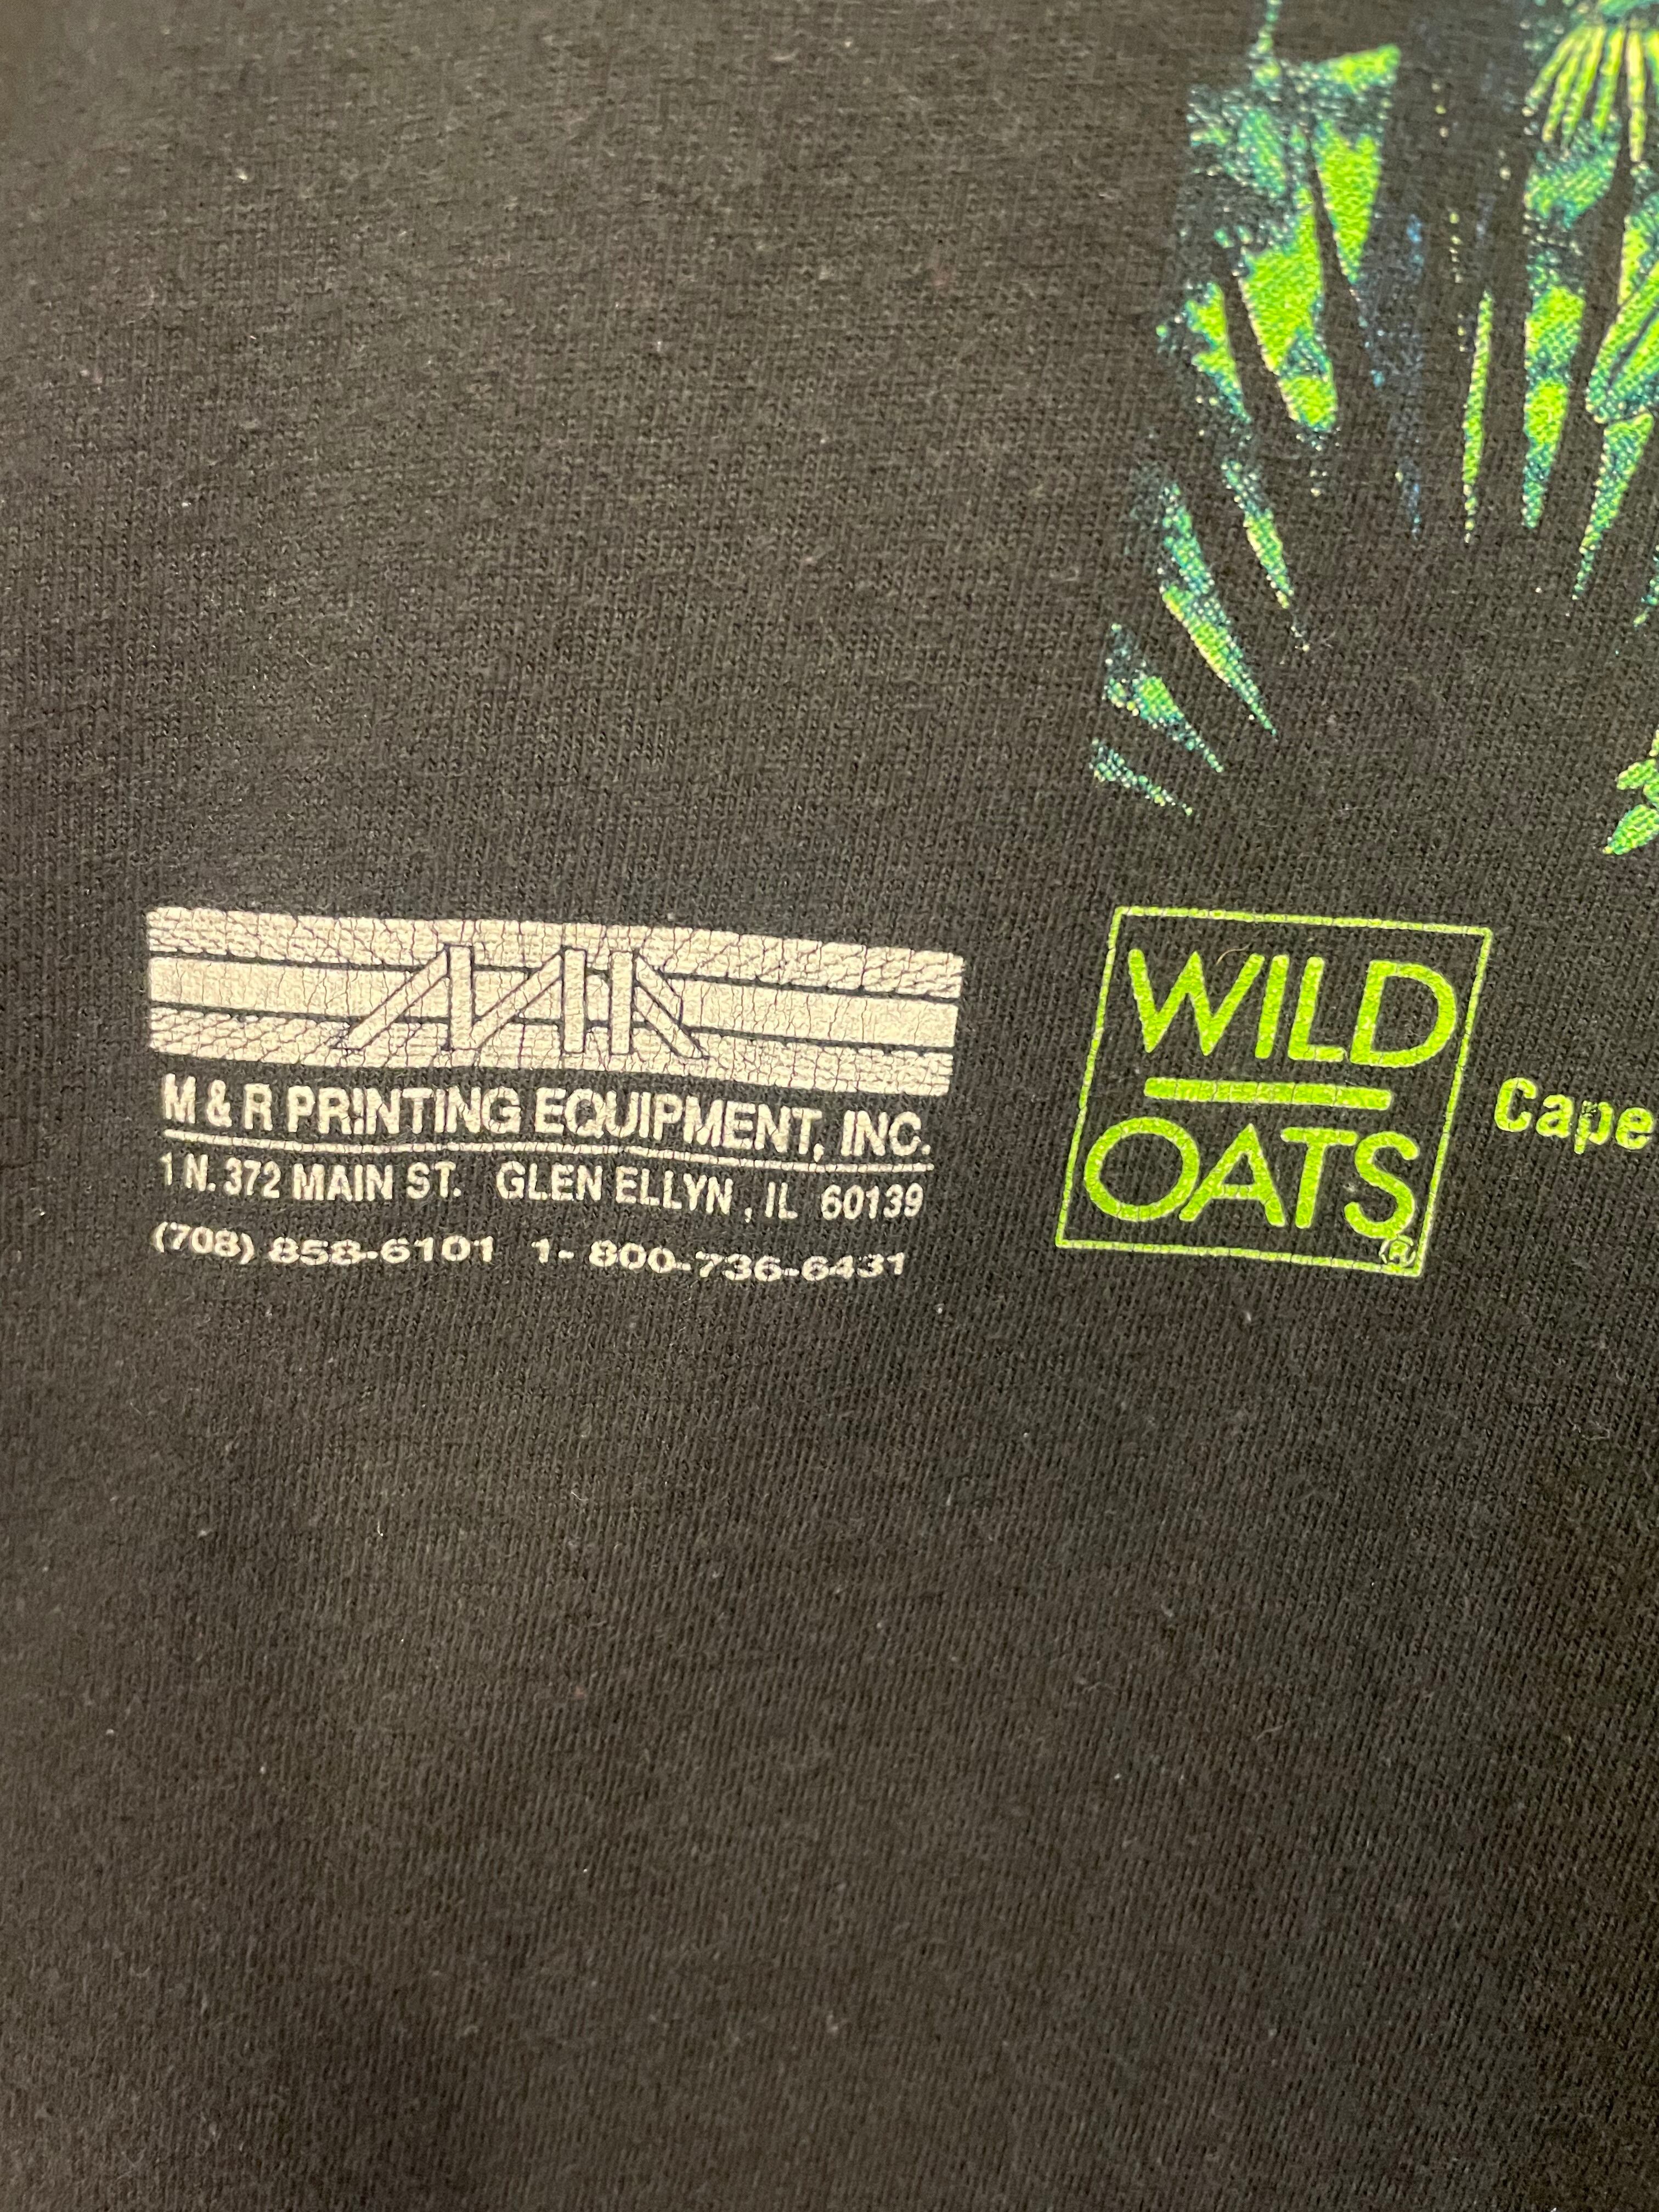 M & R PRINTING EQUIPMENT, INC.
1 N. 372 MAIN ST. GLEN ELLYN, IL 60139
(708) 858-6101 1-800-736-6431
WILD
OATS®
Cape